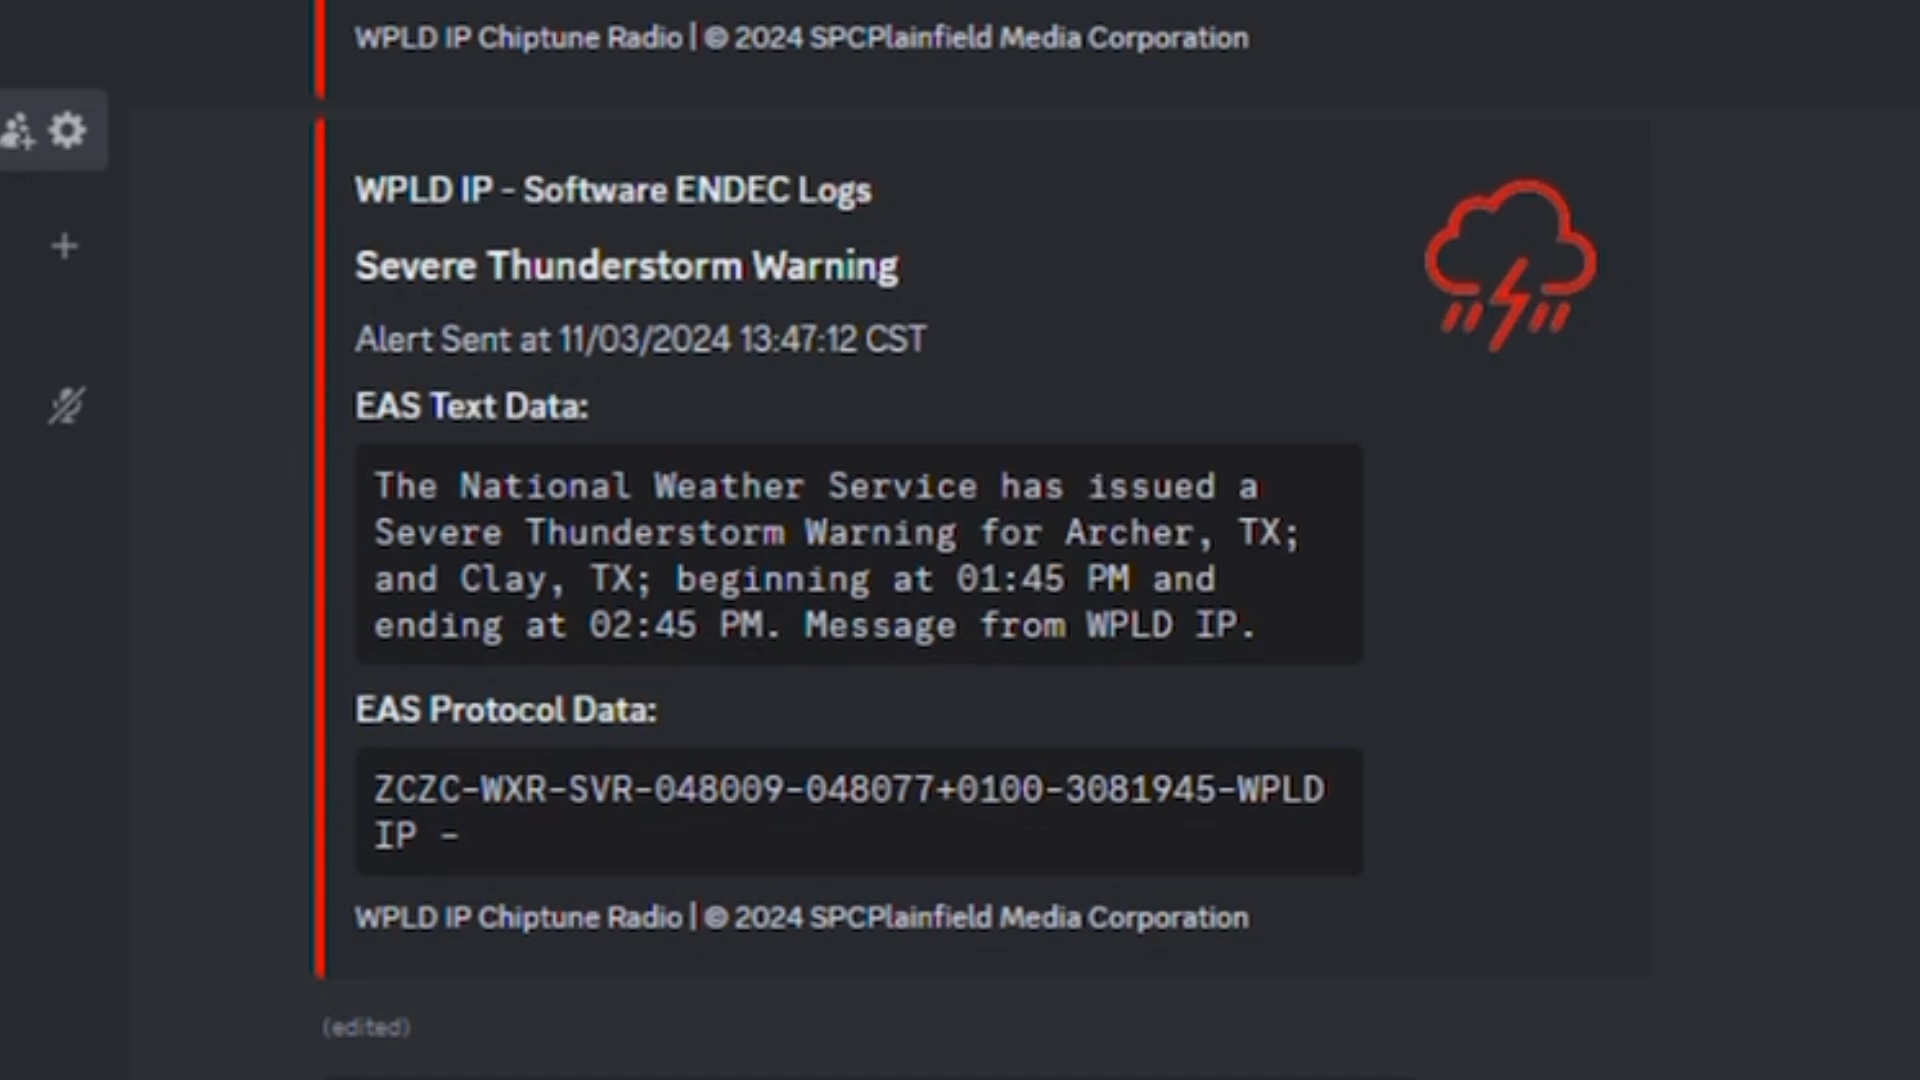 WPLD IP Chiptune Radio | © 2024 SPCPlainfield Media Corporation
WPLD IP - Software ENDEC Logs
Severe Thunderstorm Warning
Alert Sent at 11/03/2024 13:47:12 CST
EAS Text Data:
The National Weather Service has issued a
Severe Thunderstorm Warning for Archer, TX;
and Clay, TX; beginning at 01:45 PM and
ending at 02:45 PM. Message from WPLD IP.
EAS Protocol Data:
ZCZC-WXR-SVR-048009-048077+0100-3081945-WPLD
IP -
WPLD IP Chiptune Radio | © 2024 SPCPlainfield Media Corporation
(edited)